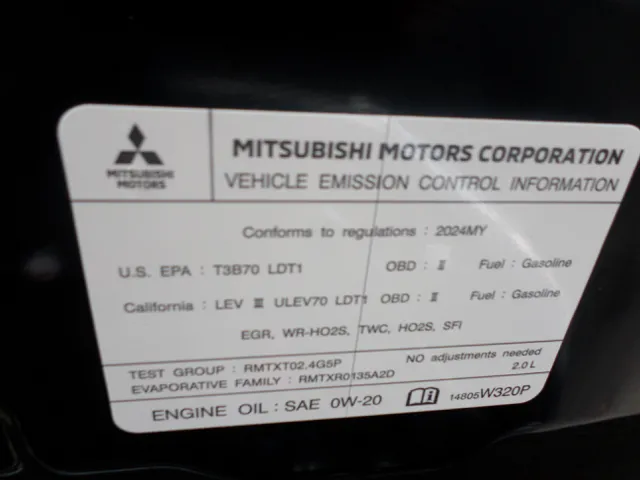 MITSUBISHI
MOTORS
MITSUBISHI MOTORS CORPORATION
VEHICLE EMISSION CONTROL INFORMATION
Conforms to regulations : 2024MY
U.S. EPA : T3B70 LDT1 OBD : Ⅱ Fuel : Gasoline
California : LEV Ⅲ ULEV70 LDT1 OBD : Ⅱ Fuel : Gasoline
EGR, WR-HO2S, TWC, HO2S, SFI
TEST GROUP : RMTXT02.4G5P NO adjustments needed
EVAPORATIVE FAMILY : RMTXR0135A2D 2.0 L
ENGINE OIL : SAE 0W-20 14805W320P